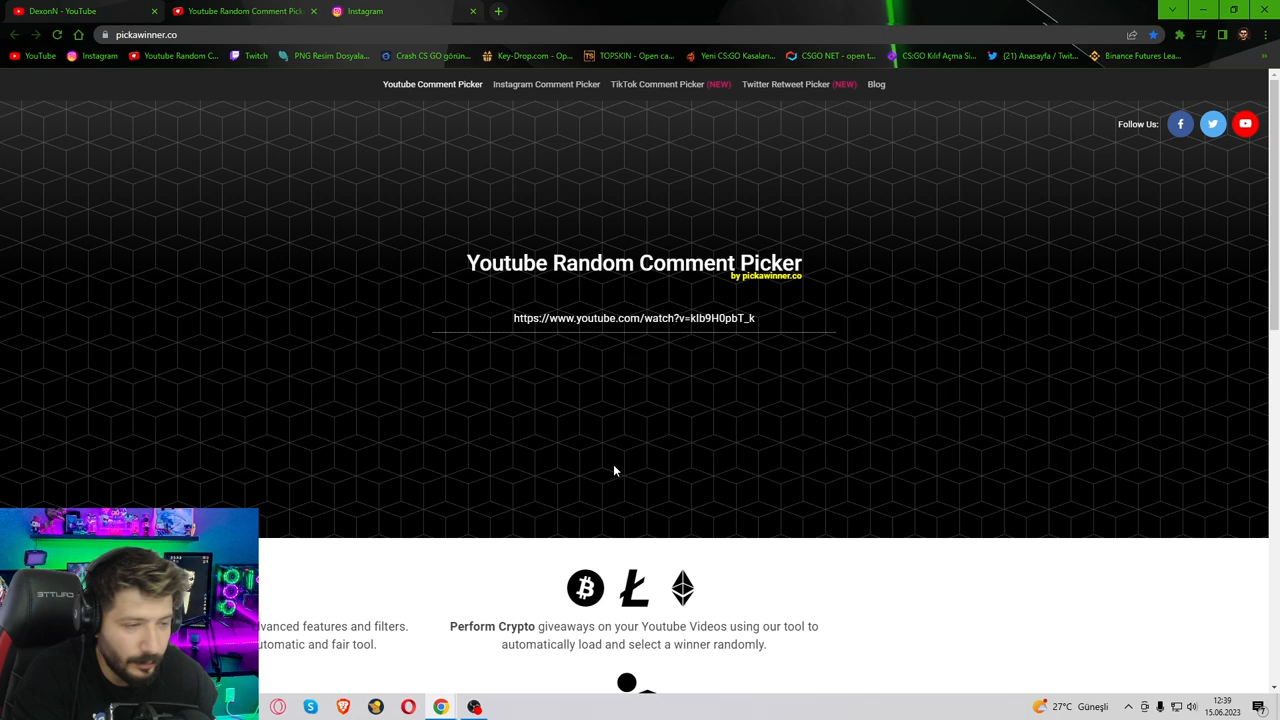 DexonN - YouTube
Youtube Random Comment Pick
Instagram
pickawinner.co
YouTube
Instagram
Youtube Random C...
Twitch
PNG Resim Dosyala...
Crash CS GO görün...
Key-Drop.com - Op...
TOPSKIN - Open ca...
Yeni CS:GO Kasaları...
CSGO NET - open t...
CS:GO Kılıf Açma Si...
(21) Anasayfa / Twit...
Binance Futures Lea...
»
Youtube Comment Picker
Instagram Comment Picker
TikTok Comment Picker (NEW)
Twitter Retweet Picker (NEW)
Blog
Follow Us:
Youtube Random Comment Picker
by pickawinner.co
https://www.youtube.com/watch?v=klb9H0pbT_k
dvanced features and filters.
utomatic and fair tool.
Perform Crypto giveaways on your Youtube Videos using our tool to
automatically load and select a winner randomly.
27°C Güneşli
12:39
15.06.2023